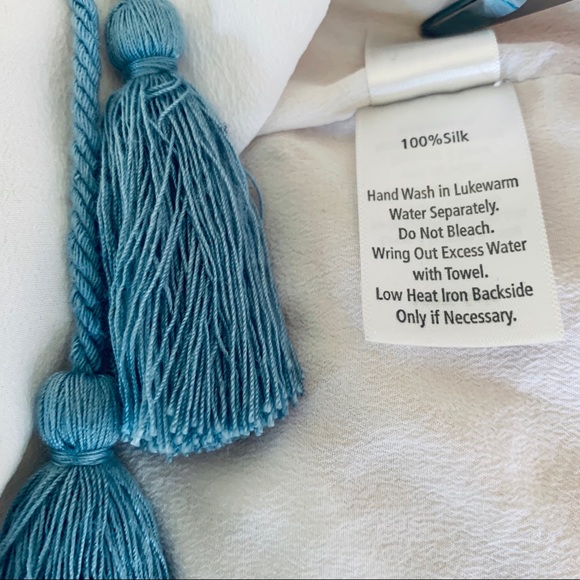 100%Silk
Hand Wash in Lukewarm
Water Separately.
Do Not Bleach.
Wring Out Excess Water
with Towel.
Low Heat Iron Backside
Only if Necessary.